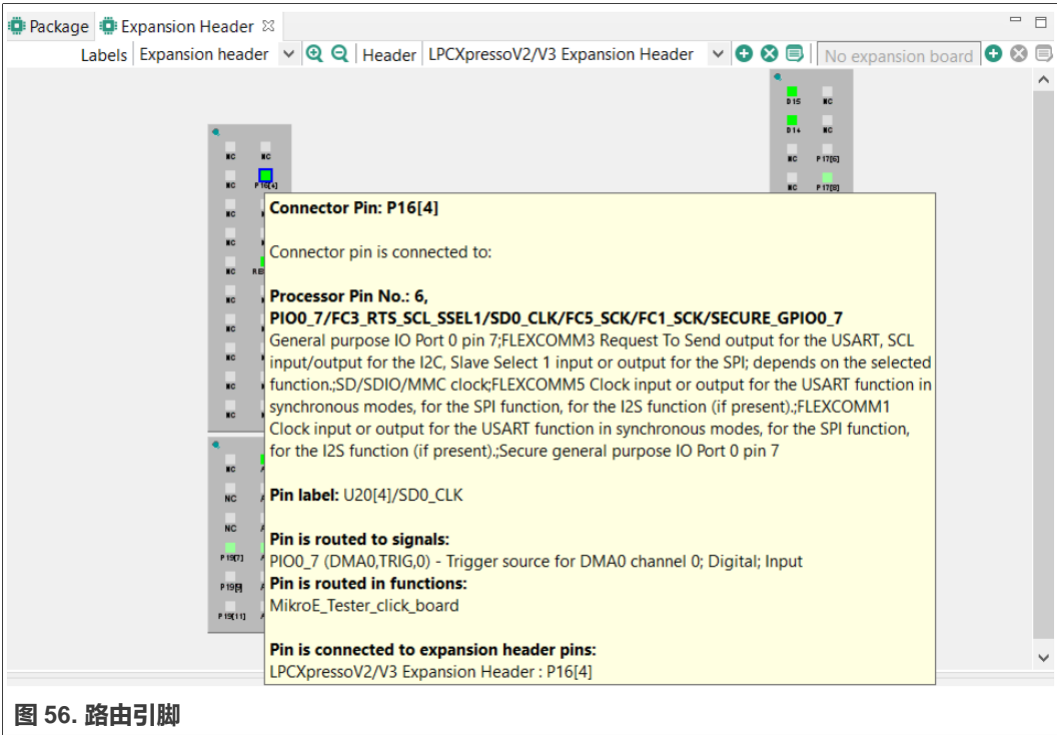 Package Expansion Header
Labels Expansion header Header LPCXpressoV2/V3 Expansion Header No expansion board
D15 NC
D14 NC
NC P17[6]
NC P17[8]
NC NC
NC P16[4]
NC
NC
NC
NC
NC
NC
NC
NC
NC
NC
NC
P19[7]
P19[9]
P19[11]
Connector Pin: P16[4]
Connector pin is connected to:
Processor Pin No.: 6,
PIO0_7/FC3_RTS_SCL_SSEL1/SD0_CLK/FC5_SCK/FC1_SCK/SECURE_GPIO0_7
General purpose IO Port 0 pin 7;FLEXCOMM3 Request To Send output for the USART, SCL
input/output for the I2C, Slave Select 1 input or output for the SPI; depends on the selected
function.;SD/SDIO/MMC clock;FLEXCOMM5 Clock input or output for the USART function in
synchronous modes, for the SPI function, for the I2S function (if present).;FLEXCOMM1
Clock input or output for the USART function in synchronous modes, for the SPI function,
for the I2S function (if present).;Secure general purpose IO Port 0 pin 7
Pin label: U20[4]/SD0_CLK
Pin is routed to signals:
PIO0_7 (DMA0,TRIG,0) - Trigger source for DMA0 channel 0; Digital; Input
Pin is routed in functions:
MikroE_Tester_click_board
Pin is connected to expansion header pins:
LPCXpressoV2/V3 Expansion Header : P16[4]
图 56. 路由引脚